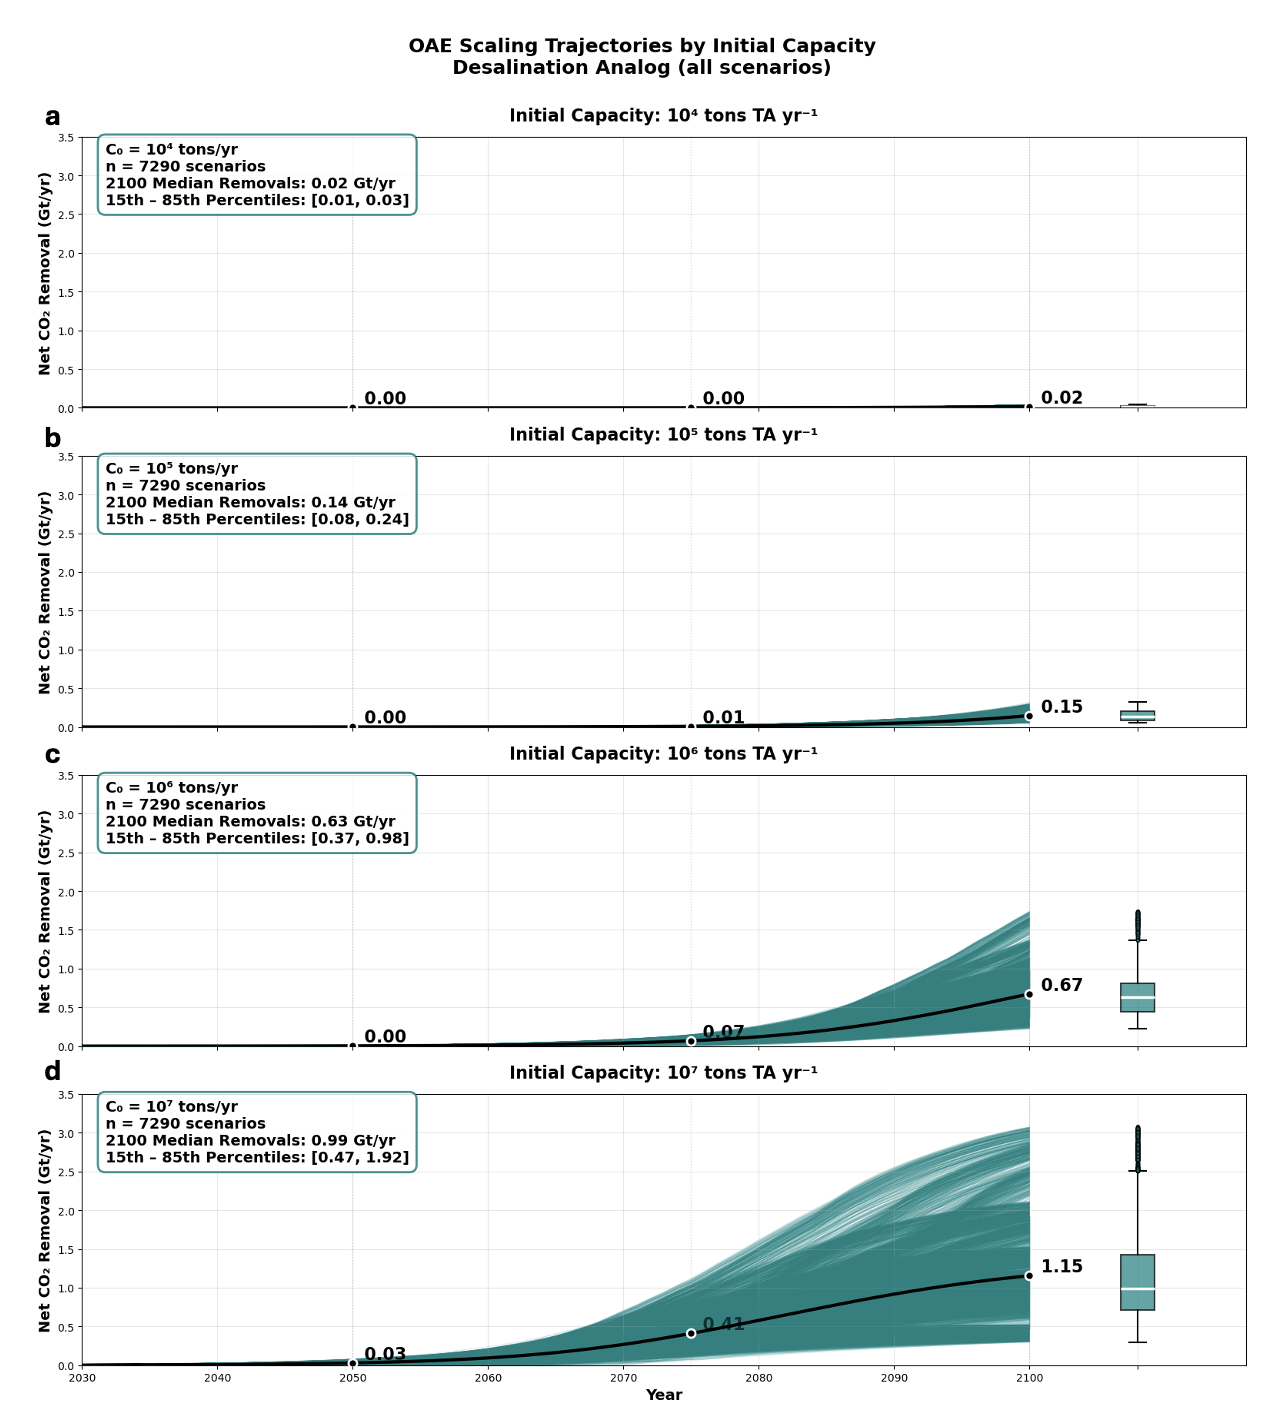 OAE Scaling Trajectories by Initial Capacity
Desalination Analog (all scenarios)
a
Initial Capacity: 10⁴ tons TA yr⁻¹
C₀ = 10⁴ tons/yr
n = 7290 scenarios
2100 Median Removals: 0.02 Gt/yr
15th – 85th Percentiles: [0.01, 0.03]
Net CO₂ Removal (Gt/yr)
3.5
3.0
2.5
2.0
1.5
1.0
0.5
0.0
0.00
0.00
0.02
b
Initial Capacity: 10⁵ tons TA yr⁻¹
C₀ = 10⁵ tons/yr
n = 7290 scenarios
2100 Median Removals: 0.14 Gt/yr
15th – 85th Percentiles: [0.08, 0.24]
Net CO₂ Removal (Gt/yr)
3.5
3.0
2.5
2.0
1.5
1.0
0.5
0.0
0.00
0.01
0.15
c
Initial Capacity: 10⁶ tons TA yr⁻¹
C₀ = 10⁶ tons/yr
n = 7290 scenarios
2100 Median Removals: 0.63 Gt/yr
15th – 85th Percentiles: [0.37, 0.98]
Net CO₂ Removal (Gt/yr)
3.5
3.0
2.5
2.0
1.5
1.0
0.5
0.0
0.00
0.07
0.67
d
Initial Capacity: 10⁷ tons TA yr⁻¹
C₀ = 10⁷ tons/yr
n = 7290 scenarios
2100 Median Removals: 0.99 Gt/yr
15th – 85th Percentiles: [0.47, 1.92]
Net CO₂ Removal (Gt/yr)
3.5
3.0
2.5
2.0
1.5
1.0
0.5
0.0
0.03
0.41
1.15
2030 2040 2050 2060 2070 2080 2090 2100
Year